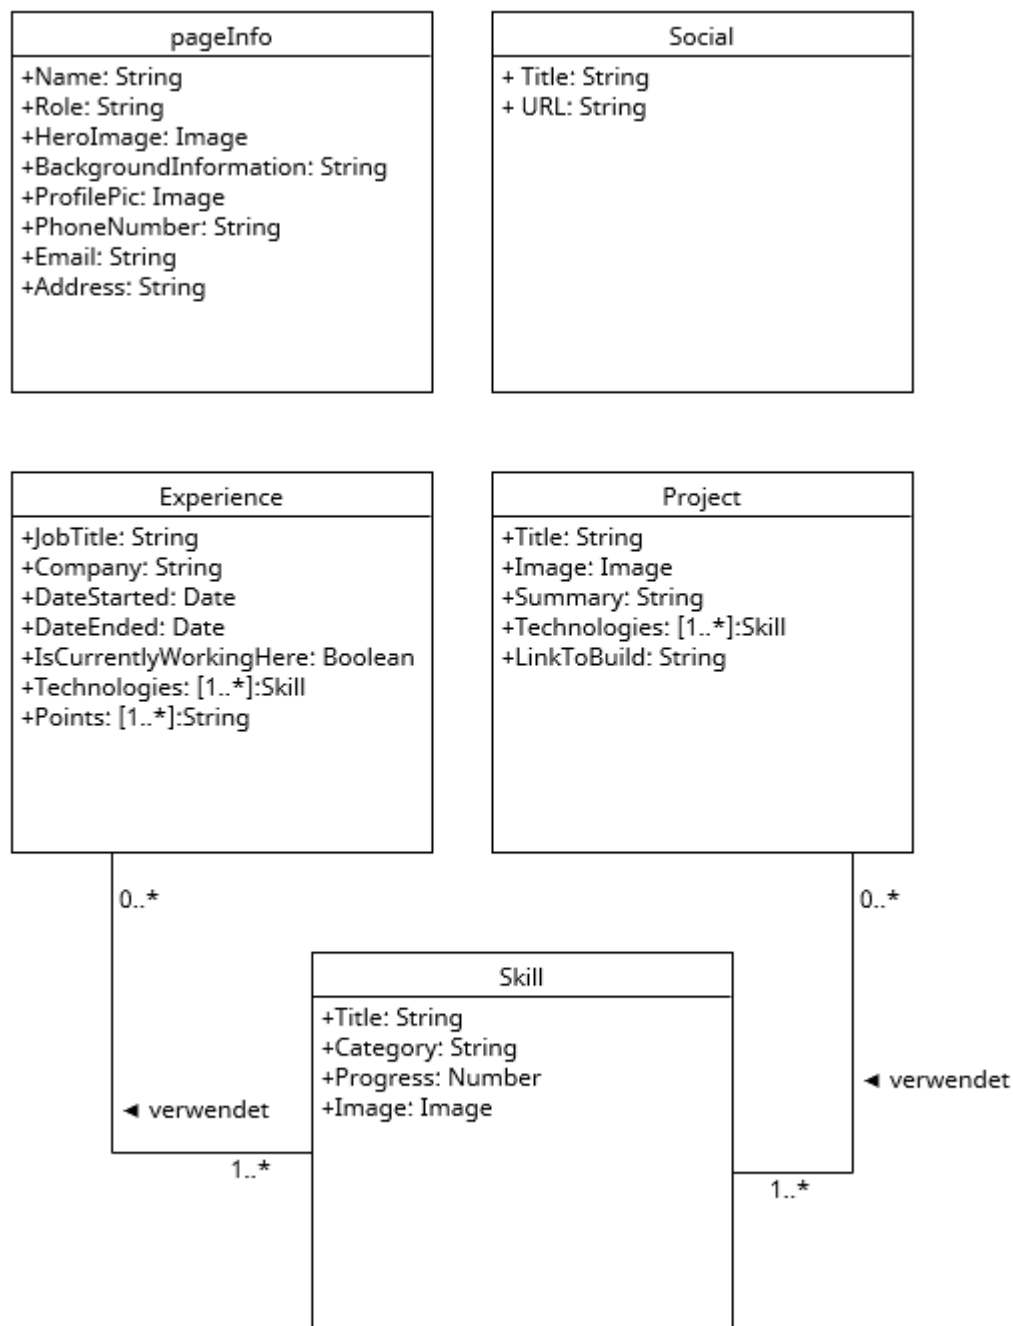 pageInfo
+Name: String
+Role: String
+HeroImage: Image
+BackgroundInformation: String
+ProfilePic: Image
+PhoneNumber: String
+Email: String
+Address: String
Social
+ Title: String
+ URL: String
Experience
+JobTitle: String
+Company: String
+DateStarted: Date
+DateEnded: Date
+IsCurrentlyWorkingHere: Boolean
+Technologies: [1..*]:Skill
+Points: [1..*]:String
Project
+Title: String
+Image: Image
+Summary: String
+Technologies: [1..*]:Skill
+LinkToBuild: String
0..*
0..*
Skill
+Title: String
+Category: String
+Progress: Number
+Image: Image
◄ verwendet
◄ verwendet
1..*
1..*